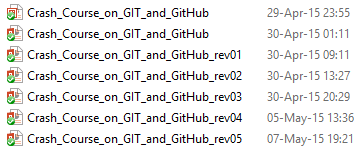 Crash_Course_on_GIT_and_GitHub 29-Apr-15 23:55
Crash_Course_on_GIT_and_GitHub 30-Apr-15 01:11
Crash_Course_on_GIT_and_GitHub_rev01 30-Apr-15 09:11
Crash_Course_on_GIT_and_GitHub_rev02 30-Apr-15 13:27
Crash_Course_on_GIT_and_GitHub_rev03 30-Apr-15 20:29
Crash_Course_on_GIT_and_GitHub_rev04 05-May-15 13:36
Crash_Course_on_GIT_and_GitHub_rev05 07-May-15 19:21